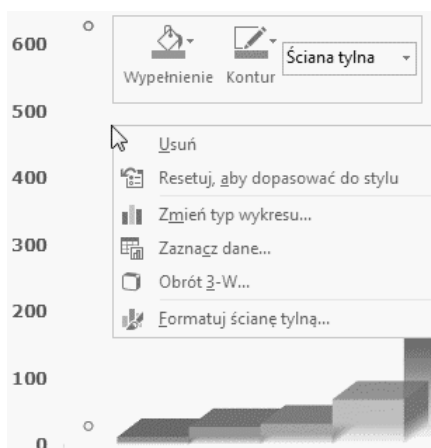 600
Wypełnienie Kontur Ściana tylna
500
Usuń
400 Resetuj, aby dopasować do stylu
Zmień typ wykresu...
300 Zaznacz dane...
Obrót 3-W...
200
Formatuj ścianę tylną...
100
0